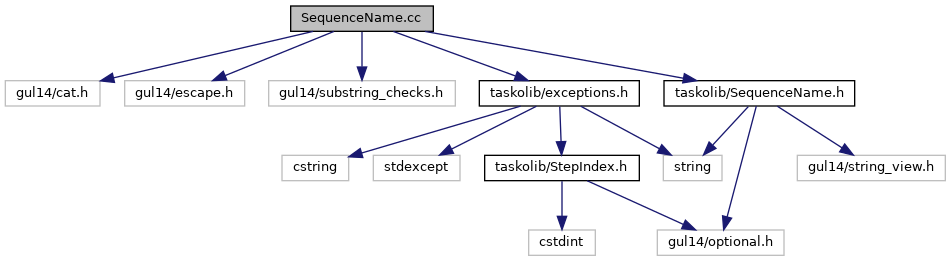 SequenceName.cc
gul14/cat.h
gul14/escape.h
gul14/substring_checks.h
taskolib/exceptions.h
taskolib/SequenceName.h
cstring
stdexcept
taskolib/StepIndex.h
string
gul14/string_view.h
cstdint
gul14/optional.h